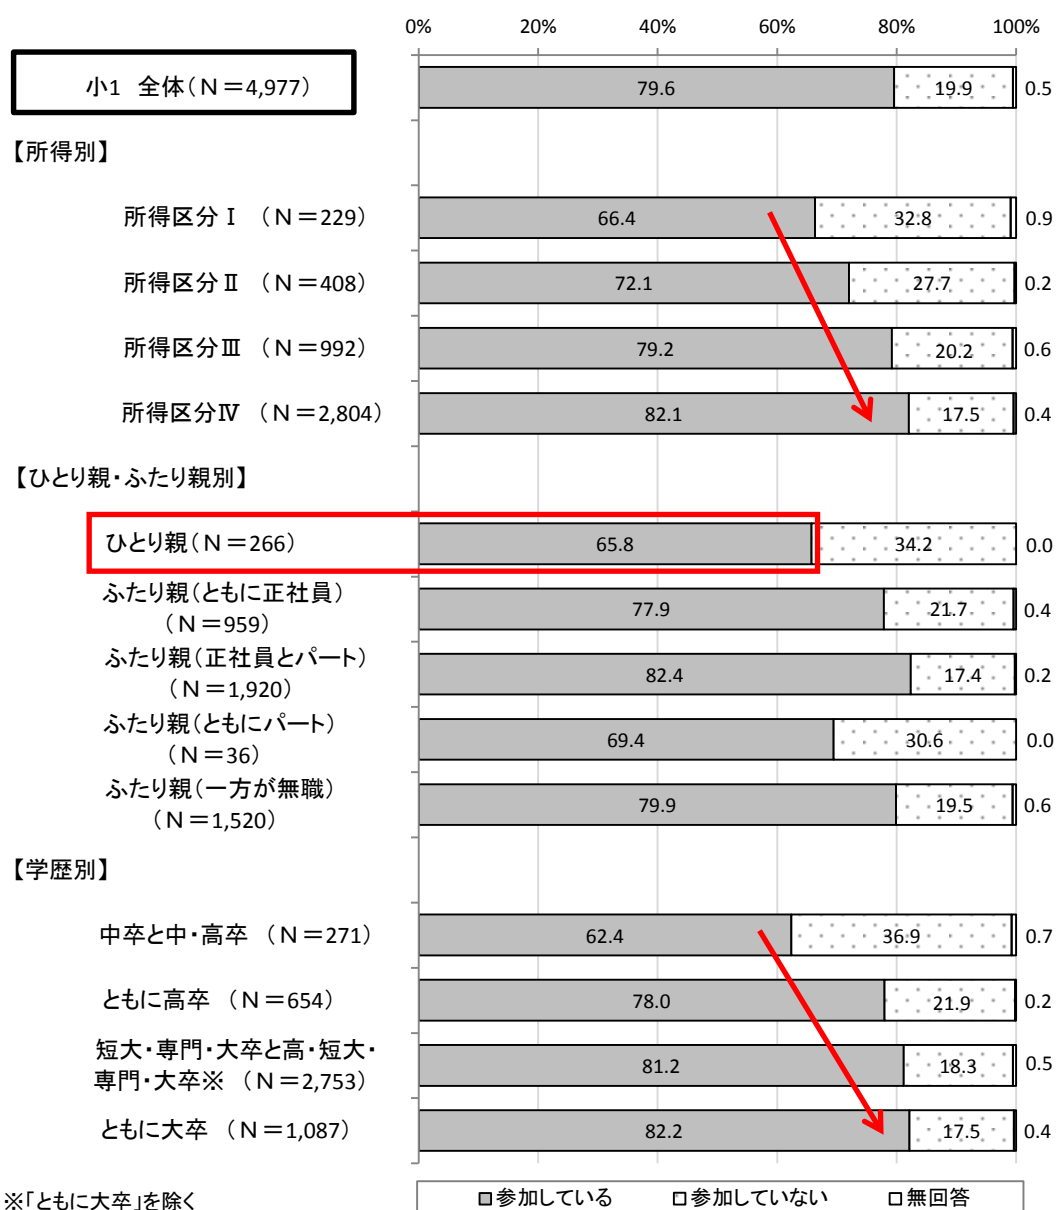 0% 20% 40% 60% 80% 100%
小1 全体(N=4,977) 79.6 19.9 0.5
【所得別】
所得区分Ⅰ (N=229) 66.4 32.8 0.9
所得区分Ⅱ (N=408) 72.1 27.7 0.2
所得区分Ⅲ (N=992) 79.2 20.2 0.6
所得区分Ⅳ (N=2,804) 82.1 17.5 0.4
【ひとり親・ふたり親別】
ひとり親(N=266) 65.8 34.2 0.0
ふたり親(ともに正社員)
(N=959) 77.9 21.7 0.4
ふたり親(正社員とパート)
(N=1,920) 82.4 17.4 0.2
ふたり親(ともにパート)
(N=36) 69.4 30.6 0.0
ふたり親(一方が無職)
(N=1,520) 79.9 19.5 0.6
【学歴別】
中卒と中・高卒 (N=271) 62.4 36.9 0.7
ともに高卒 (N=654) 78.0 21.9 0.2
短大・専門・大卒と高・短大・
専門・大卒※ (N=2,753) 81.2 18.3 0.5
ともに大卒 (N=1,087) 82.2 17.5 0.4
※「ともに大卒」を除く
参加している 参加していない 無回答